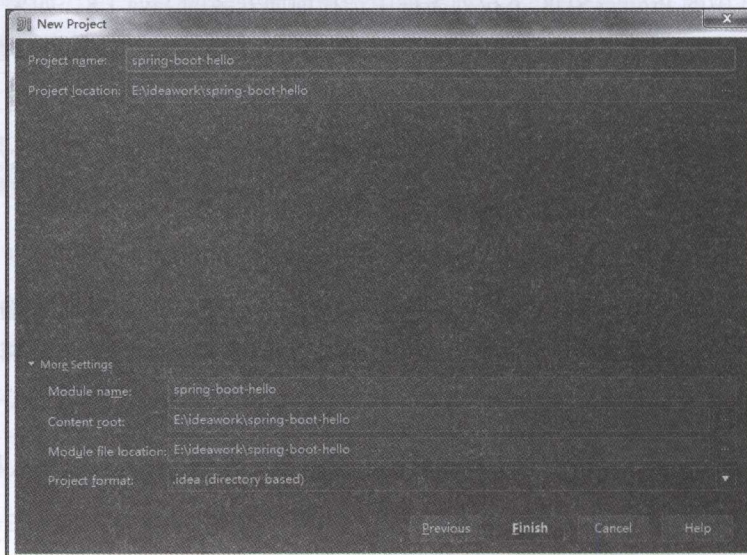 New Project
Project name: spring-boot-hello
Project location: E:\ideawork\spring-boot-hello
More Settings
Module name: spring-boot-hello
Content root: E:\ideawork\spring-boot-hello
Module file location: E:\ideawork\spring-boot-hello
Project format: .idea (directory based)
Previous Finish Cancel Help